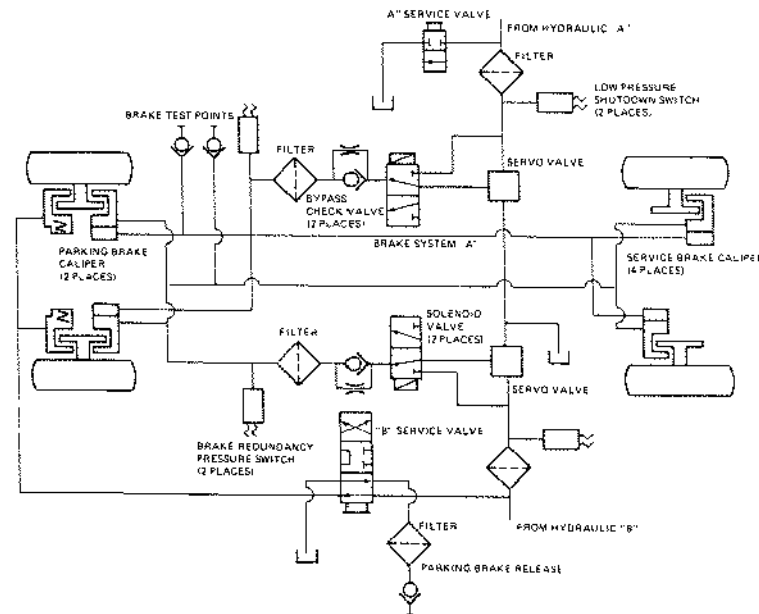 A" SERVICE VALVE
FROM HYDRAULIC "A"
FILTER
LOW PRESSURE
SHUTDOWN SWITCH
(2 PLACES)
BRAKE TEST POINTS
FILTER
SERVO VALVE
BYPASS
CHECK VALVE
(2 PLACES)
PARKING BRAKE
CALIPER
(2 PLACES)
BRAKE SYSTEM "A"
SERVICE BRAKE CALIPER
(4 PLACES)
SOLENOID
VALVE
(2 PLACES)
FILTER
SERVO VALVE
"B" SERVICE VALVE
BRAKE REDUNDANCY
PRESSURE SWITCH
(2 PLACES)
FILTER
FROM HYDRAULIC "B"
PARKING BRAKE RELEASE